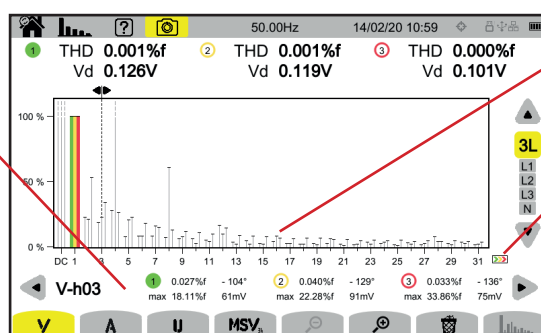 ? 50.00Hz 14/02/20 10:59
1 THD 0.001%f 2 THD 0.001%f 3 THD 0.000%f
Vd 0.126V Vd 0.119V Vd 0.101V
100 %
3L
L1
L2
50 %
L3
N
0 %
DC 1 3 5 7 9 11 13 15 17 19 21 23 25 27 29 31
V-h03 1 0.027%f - 104° 2 0.040%f - 129° 3 0.033%f - 136°
max 18.11%f 61mV max 22.28%f 91mV max 33.86%f 75mV
V A U MSV